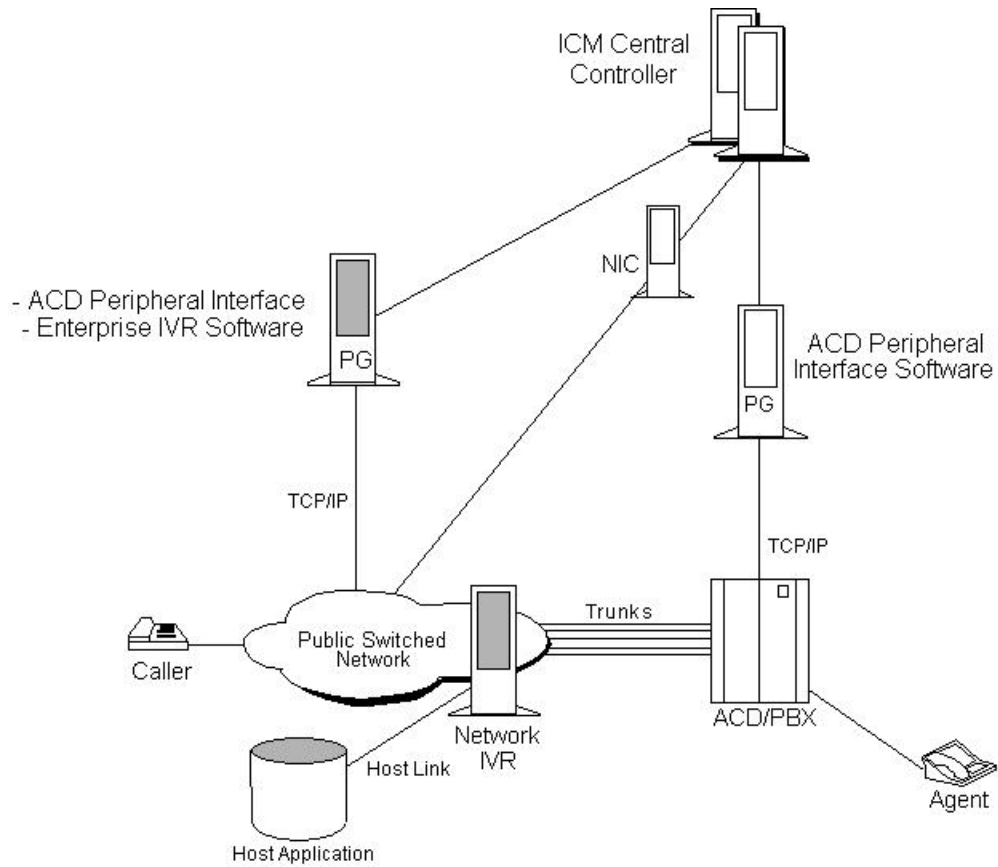 ICM Central
Controller
NIC
- ACD Peripheral Interface
- Enterprise IVR Software
PG
ACD Peripheral
Interface Software
PG
TCP/IP
TCP/IP
Trunks
Public Switched
Network
Caller
ACD/PBX
Network
IVR
Host Link
Agent
Host Application